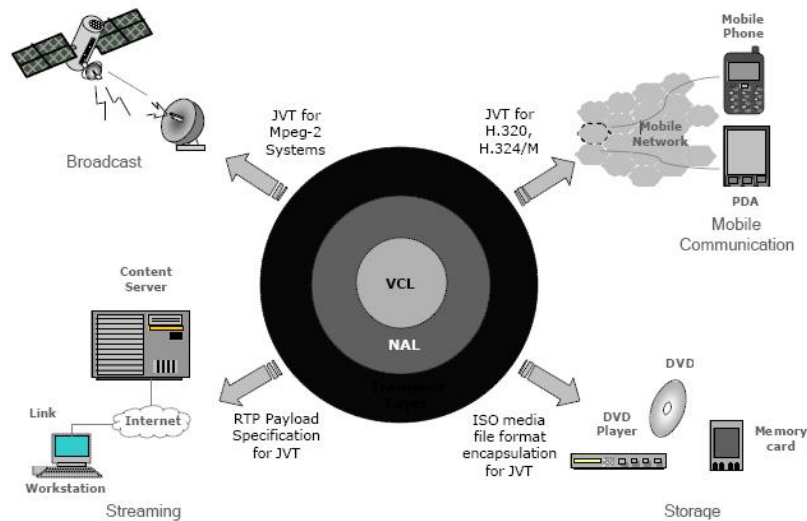 Broadcast
JVT for
Mpeg-2
Systems
JVT for
H.320,
H.324/M
Mobile
Phone
Mobile
Network
PDA
Mobile
Communication
VCL
NAL
Transport
Layer
Content
Server
Link
Internet
Workstation
Streaming
RTP Payload
Specification
for JVT
ISO media
file format
encapsulation
for JVT
DVD
DVD
Player
Memory
card
Storage